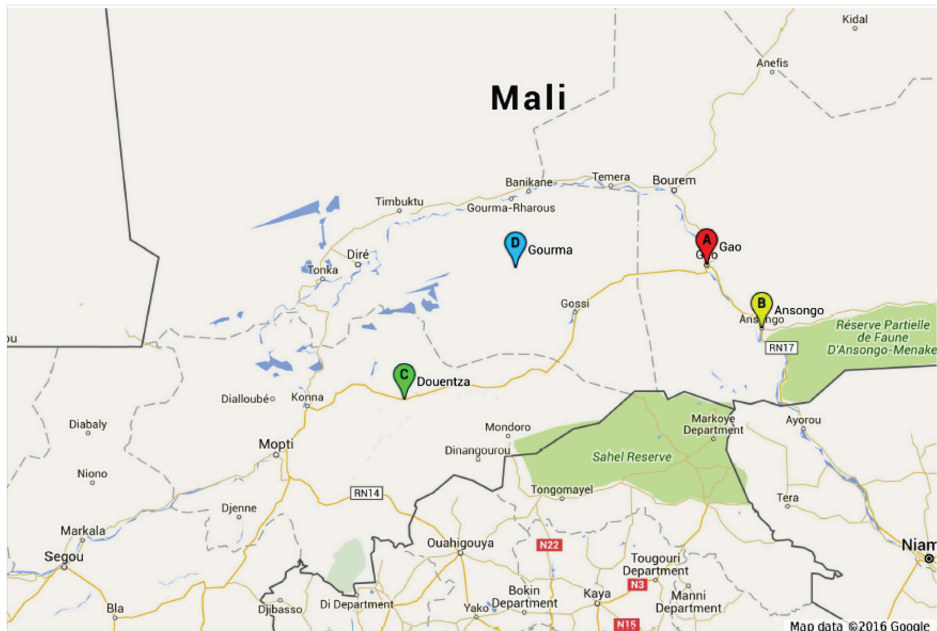 Kidal
Anefis
Mali
Banikane
Temera
Bourem
Timbuktu
Gourma-Rharous
D
Gourma
A
Gao
Diré
Tonka
B
Ansongo
Ansongo
Gossi
RN17
Réserve Partielle
de Faune
D'Ansongo-Menake
ou
C
Douentza
Dialloubé
Konna
Diabaly
Mopti
Mondoro
Dinangourou
Markoye
Department
Ayorou
Sahel Reserve
Niono
RN14
Tongomayel
Tera
Djenne
Markala
Segou
Ouahigouya
N22
Tougouri
Department
Niam
N3
Bla
Djibasso
Di Department
Yako
Bokin
Department
Kaya
Manni
Department
N15
Map data ©2016 Google